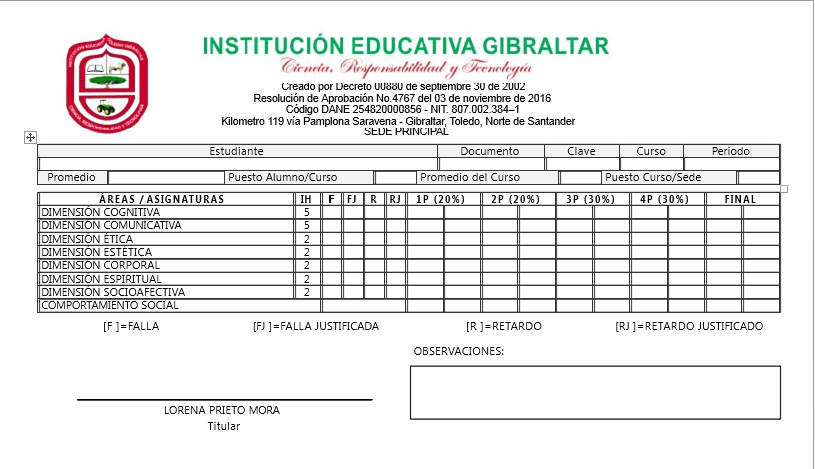 INSTITUCIÓN EDUCATIVA GIBRALTAR
Ciencia, Responsabilidad y Tecnología
Creado por Decreto 00880 de septiembre 30 de 2002
Resolución de Aprobación No.4767 del 03 de noviembre de 2016
Código DANE 254820000856 - NIT. 807.002.384–1
Kilometro 119 vía Pamplona Saravena - Gibraltar, Toledo, Norte de Santander
SEDE PRINCIPAL
Estudiante Documento Clave Curso Periodo
Promedio Puesto Alumno/Curso Promedio del Curso Puesto Curso/Sede
ÁREAS / ASIGNATURAS IH F FJ R RJ 1P (20%) 2P (20%) 3P (30%) 4P (30%) FINAL
DIMENSIÓN COGNITIVA 5
DIMENSIÓN COMUNICATIVA 5
DIMENSIÓN ÉTICA 2
DIMENSIÓN ESTÉTICA 2
DIMENSIÓN CORPORAL 2
DIMENSIÓN ESPIRITUAL 2
DIMENSIÓN SOCIOAFECTIVA 2
COMPORTAMIENTO SOCIAL
[F ]=FALLA [FJ ]=FALLA JUSTIFICADA [R ]=RETARDO [RJ ]=RETARDO JUSTIFICADO
OBSERVACIONES:
LORENA PRIETO MORA
Titular